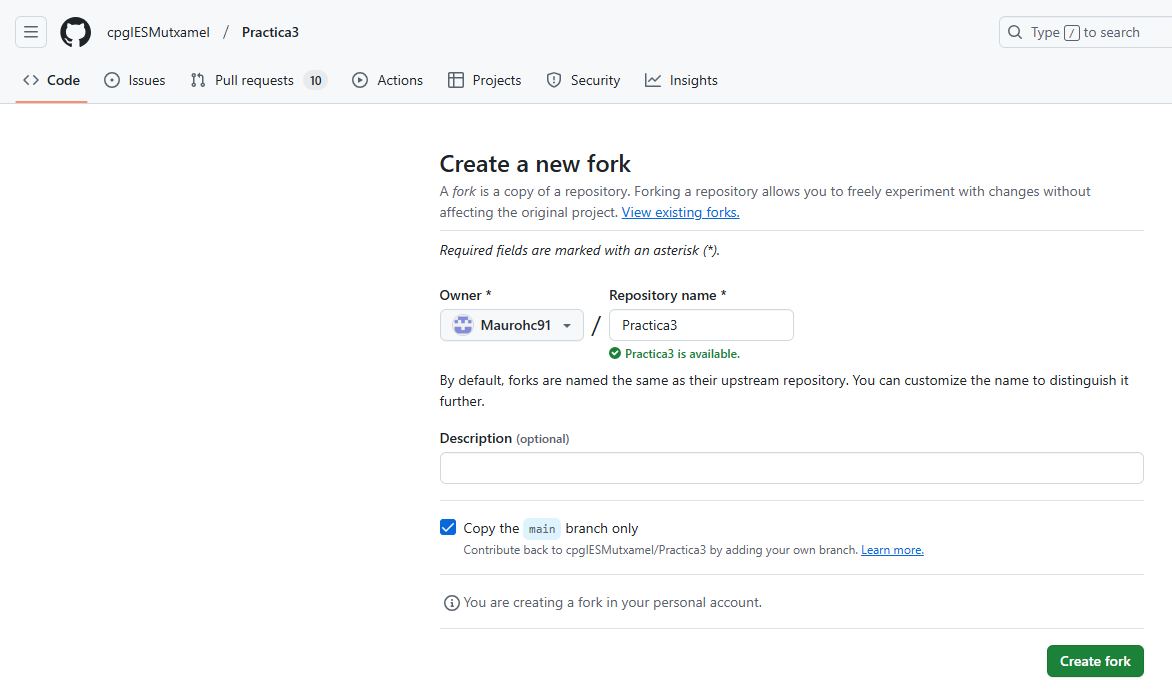 cpgIESMutxamel / Practica3
Type / to search
Code Issues Pull requests 10 Actions Projects Security Insights
Create a new fork
A fork is a copy of a repository. Forking a repository allows you to freely experiment with changes without
affecting the original project. View existing forks.
Required fields are marked with an asterisk (*).
Owner * Repository name *
Maurohc91 / Practica3
Practica3 is available.
By default, forks are named the same as their upstream repository. You can customize the name to distinguish it
further.
Description (optional)
Copy the main branch only
Contribute back to cpgIESMutxamel/Practica3 by adding your own branch. Learn more.
You are creating a fork in your personal account.
Create fork